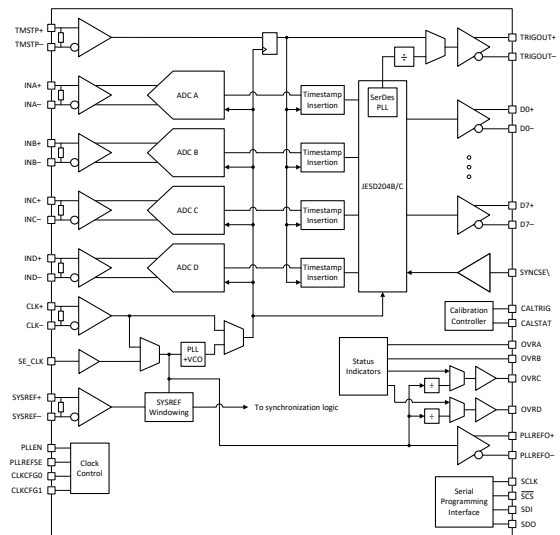 TMSTP+
TMSTP−
TRIGOUT+
TRIGOUT−
÷
SerDes
PLL
INA+
INA−
ADC A
Timestamp
Insertion
D0+
D0−
INB+
INB−
ADC B
Timestamp
Insertion
JESD204B/C
INC+
INC−
ADC C
Timestamp
Insertion
D7+
D7−
IND+
IND−
ADC D
Timestamp
Insertion
SYNCSE\
CLK+
CLK−
Calibration
Controller
CALTRIG
CALSTAT
SE_CLK
PLL
+VCO
Status
Indicators
OVRA
OVRB
OVRC
÷
SYSREF+
SYSREF−
SYSREF
Windowing
To synchronization logic
OVRD
÷
PLLREFO+
PLLREFO−
PLLEN
PLLREFSE
CLKCFG0
CLKCFG1
Clock
Control
Serial
Programming
Interface
SCLK
SCS
SDI
SDO